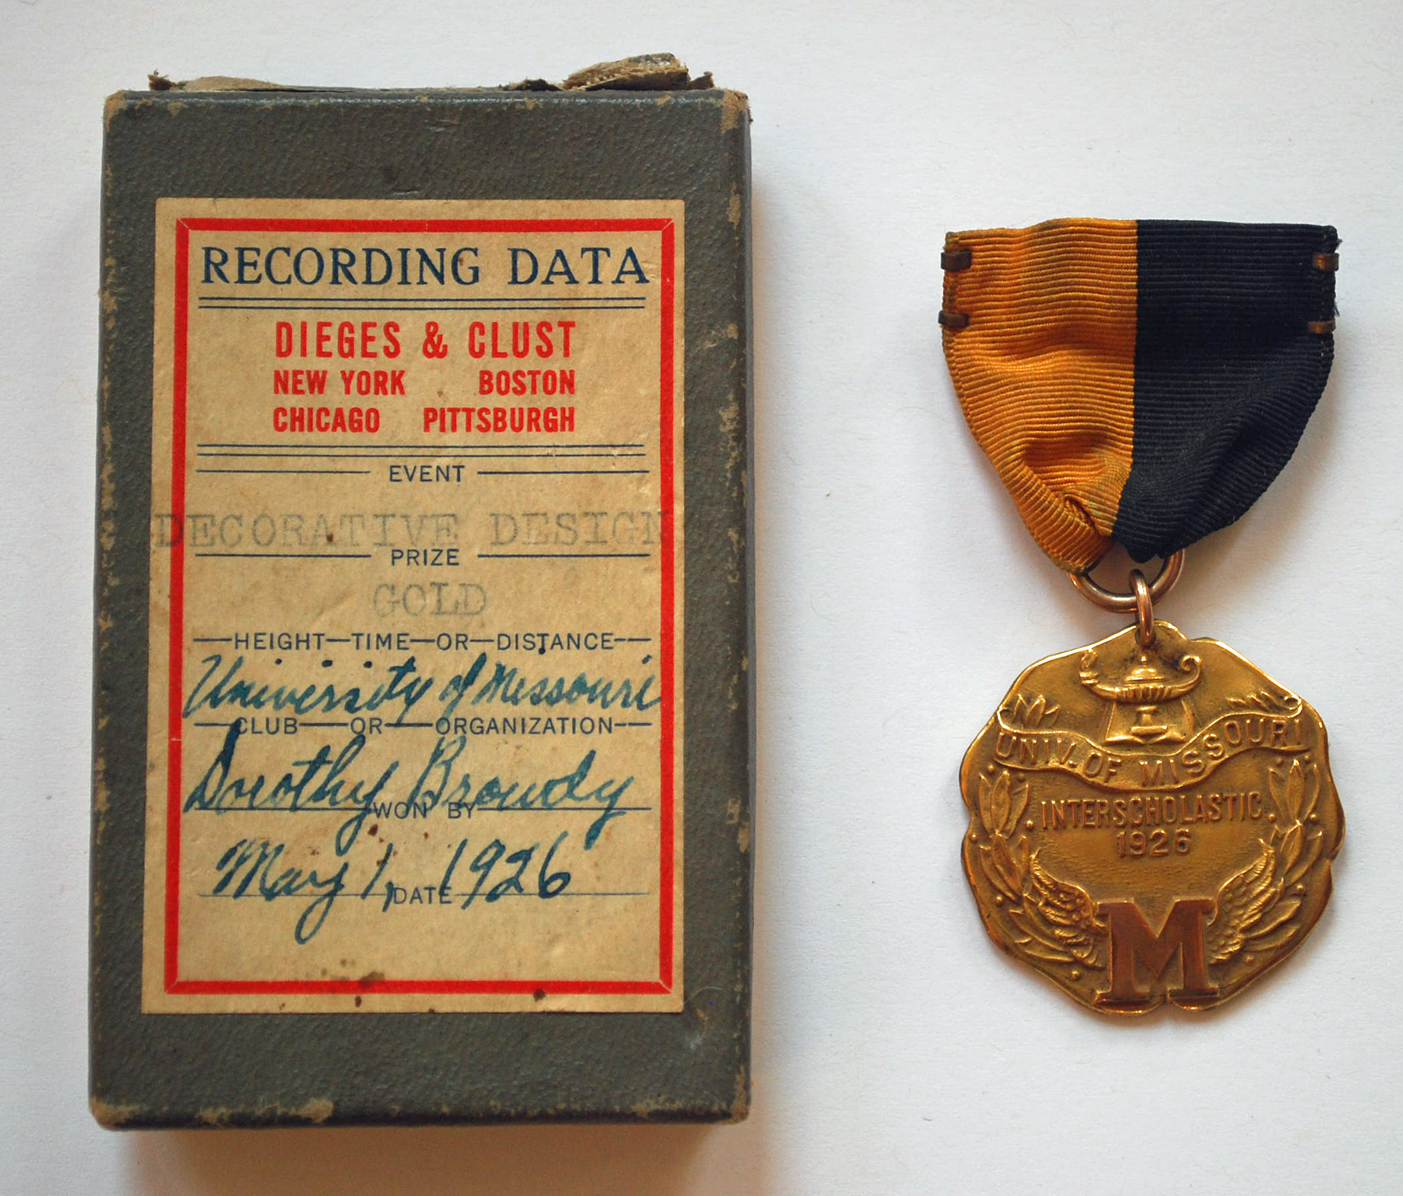 RECORDING DATA
DIEGES & CLUST
NEW YORK BOSTON
CHICAGO PITTSBURGH
EVENT
DECORATIVE DESIGN
PRIZE
GOLD
HEIGHT-TIME-OR-DISTANCE
University of Missouri
CLUB-OR-ORGANIZATION
Dorothy Broudy
WON BY
May 1, 1926
DATE
UNIV. OF MISSOURI
INTERSCHOLASTIC
1926
M